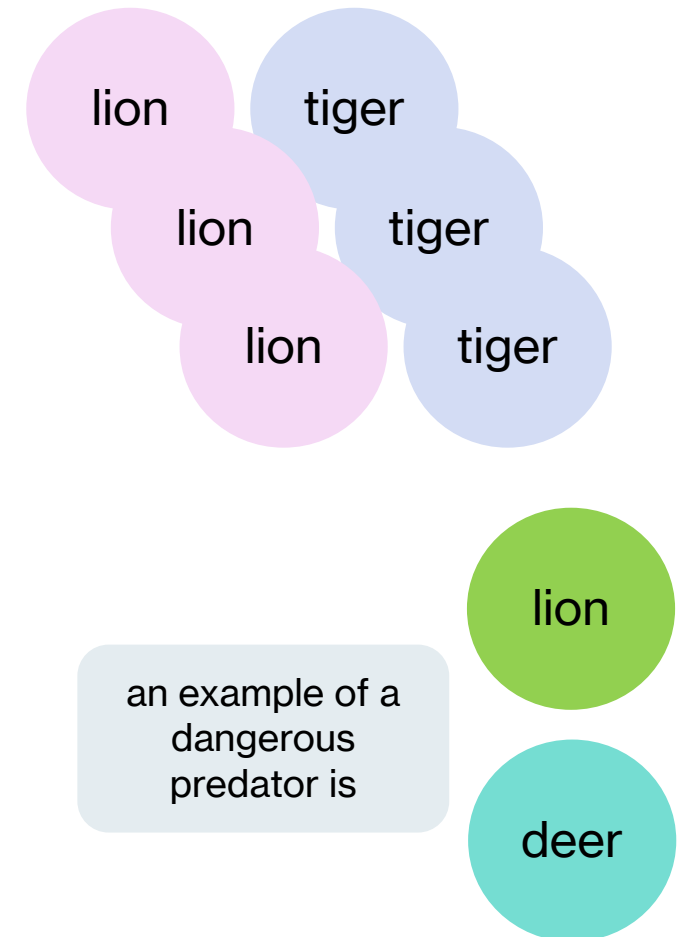 lion
tiger
lion
tiger
lion
tiger
lion
an example of a
dangerous
predator is
deer